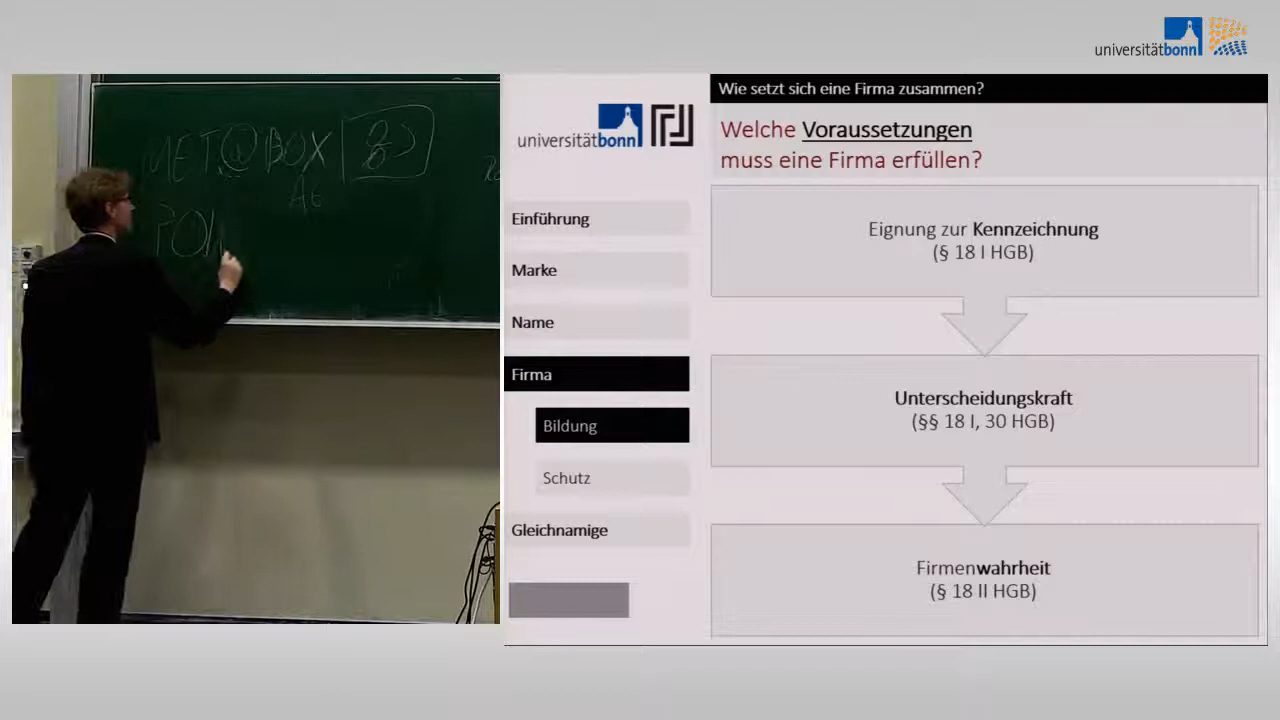 universitätbonn
MET@BOX
At
universitätbonn
Einführung
Marke
Name
Firma
Bildung
Schutz
Gleichnamige
Wie setzt sich eine Firma zusammen?
Welche Voraussetzungen
muss eine Firma erfüllen?
Eignung zur Kennzeichnung
(§ 18 I HGB)
Unterscheidungskraft
(§§ 18 I, 30 HGB)
Firmenwahrheit
(§ 18 II HGB)